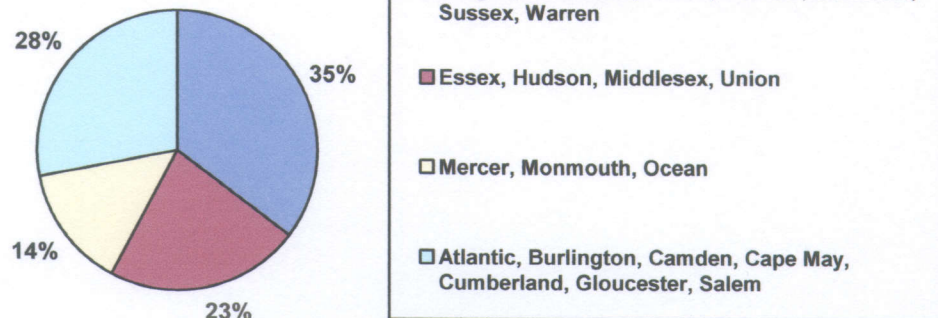 28%
35%
14%
23%
Sussex, Warren
Essex, Hudson, Middlesex, Union
Mercer, Monmouth, Ocean
Atlantic, Burlington, Camden, Cape May,
Cumberland, Gloucester, Salem